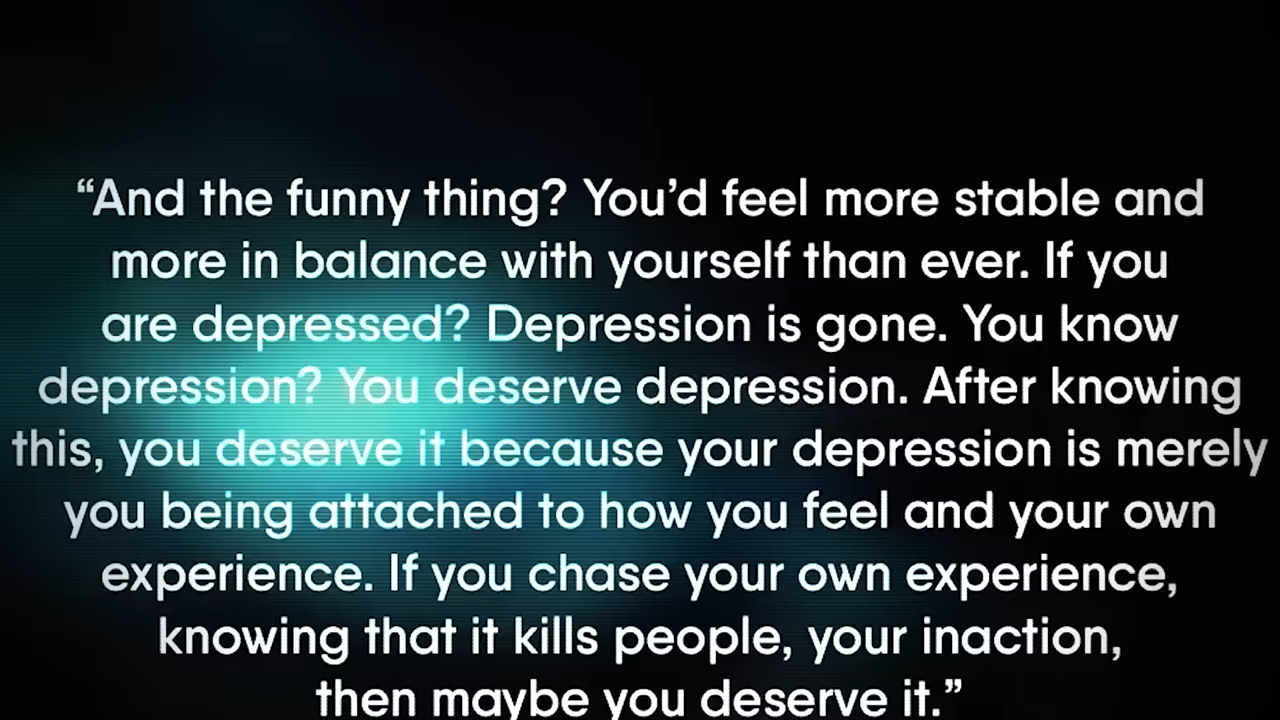 “And the funny thing? You’d feel more stable and
more in balance with yourself than ever. If you
are depressed? Depression is gone. You know
depression? You deserve depression. After knowing
this, you deserve it because your depression is merely
you being attached to how you feel and your own
experience. If you chase your own experience,
knowing that it kills people, your inaction,
then maybe you deserve it.”